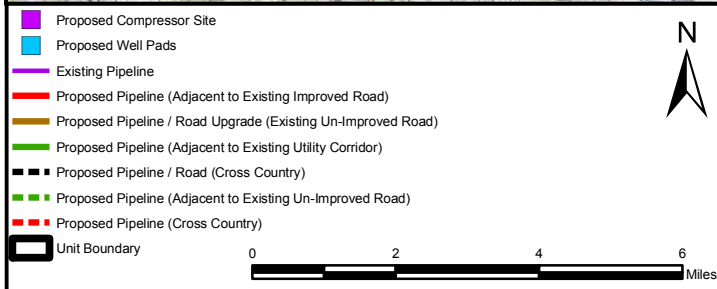 Proposed Compressor Site
Proposed Well Pads
Existing Pipeline
Proposed Pipeline (Adjacent to Existing Improved Road)
Proposed Pipeline / Road Upgrade (Existing Un-Improved Road)
Proposed Pipeline (Adjacent to Existing Utility Corridor)
Proposed Pipeline / Road (Cross Country)
Proposed Pipeline (Adjacent to Existing Un-Improved Road)
Proposed Pipeline (Cross Country)
Unit Boundary
N
0 2 4 6
Miles